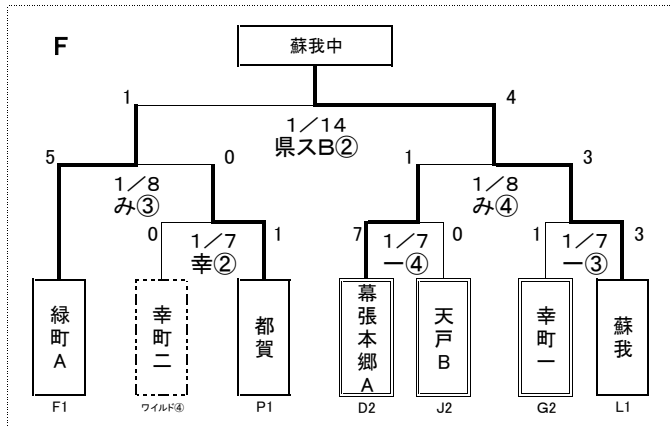 F
蘇我中
1
4
1／14
県スB②
5
0
1
3
1／8
み③
1／8
み④
0
1
7
0
1
3
1／7
幸②
1／7
一④
1／7
一③
緑町A
幸町二
都賀
幕張本郷A
天戸B
幸町一
蘇我
F1
ワイルド④
P1
D2
J2
G2
L1